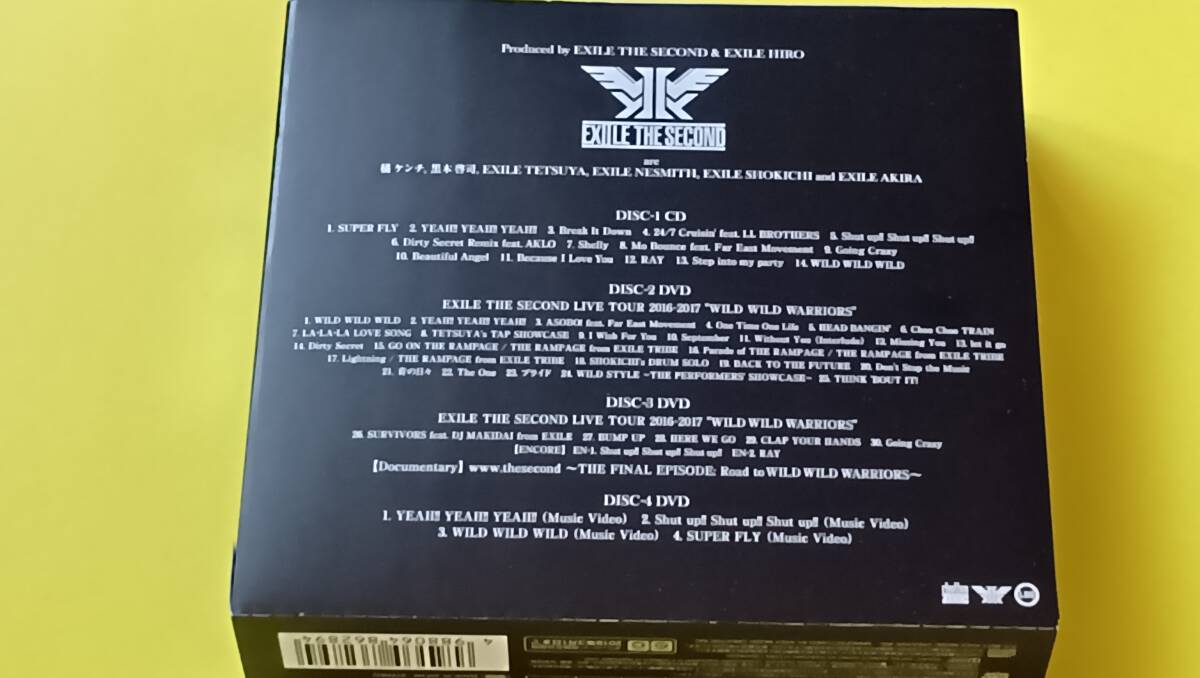 Produced by EXILE THE SECOND & EXILE HIRO
EXILE THE SECOND
are
橘ケンチ, 黒木啓司, EXILE TETSUYA, EXILE NESMITH, EXILE SHOKICHI and EXILE AKIRA
DISC-1 CD
1. SUPER FLY 2. YEAH!! YEAH!! YEAH!! 3. Break It Down 4. 24/7 Cruisin' feat. LL BROTHERS 5. Shut up!! Shut up!! Shut up!!
6. Dirty Secret Remix feat. AKLO 7. Shelly 8. Mo Bounce feat. Far East Movement 9. Going Crazy
10. Beautiful Angel 11. Because I Love You 12. RAY 13. Step into my party 14. WILD WILD WILD
DISC-2 DVD
EXILE THE SECOND LIVE TOUR 2016-2017 "WILD WILD WARRIORS"
1. WILD WILD WILD 2. YEAH!! YEAH!! YEAH!! 3. ASOBO! feat. Far East Movement 4. One Time One Life 5. HEAD BANGIN' 6. Choo Choo TRAIN
7. LA・LA・LA LOVE SONG 8. TETSUYA's TAP SHOWCASE 9. I Wish For You 10. September 11. Without You (Interlude) 12. Missing You 13. let it go
14. Dirty Secret 15. GO ON THE RAMPAGE / THE RAMPAGE from EXILE TRIBE 16. Parade of THE RAMPAGE / THE RAMPAGE from EXILE TRIBE
17. Lightning / THE RAMPAGE from EXILE TRIBE 18. SHOKICHI's DRUM SOLO 19. BACK TO THE FUTURE 20. Don't Stop the Music
21. 春の日々 22. The One 23. プライド 24. WILD STYLE ~THE PERFORMERS' SHOWCASE~ 25. THINK 'BOUT IT!
DISC-3 DVD
EXILE THE SECOND LIVE TOUR 2016-2017 "WILD WILD WARRIORS"
26. SURVIVORS feat. DJ MAKIDAI from EXILE 27. BUMP UP 28. HERE WE GO 29. CLAP YOUR HANDS 30. Going Crazy
【ENCORE】 EN-1. Shut up!! Shut up!! Shut up!! EN-2. RAY
【Documentary】www.thesecond ～THE FINAL EPISODE: Road to WILD WILD WARRIORS～
DISC-4 DVD
1. YEAH!! YEAH!! YEAH!! (Music Video) 2. Shut up!! Shut up!! Shut up!! (Music Video)
3. WILD WILD WILD (Music Video) 4. SUPER FLY (Music Video)
4 988064 862894